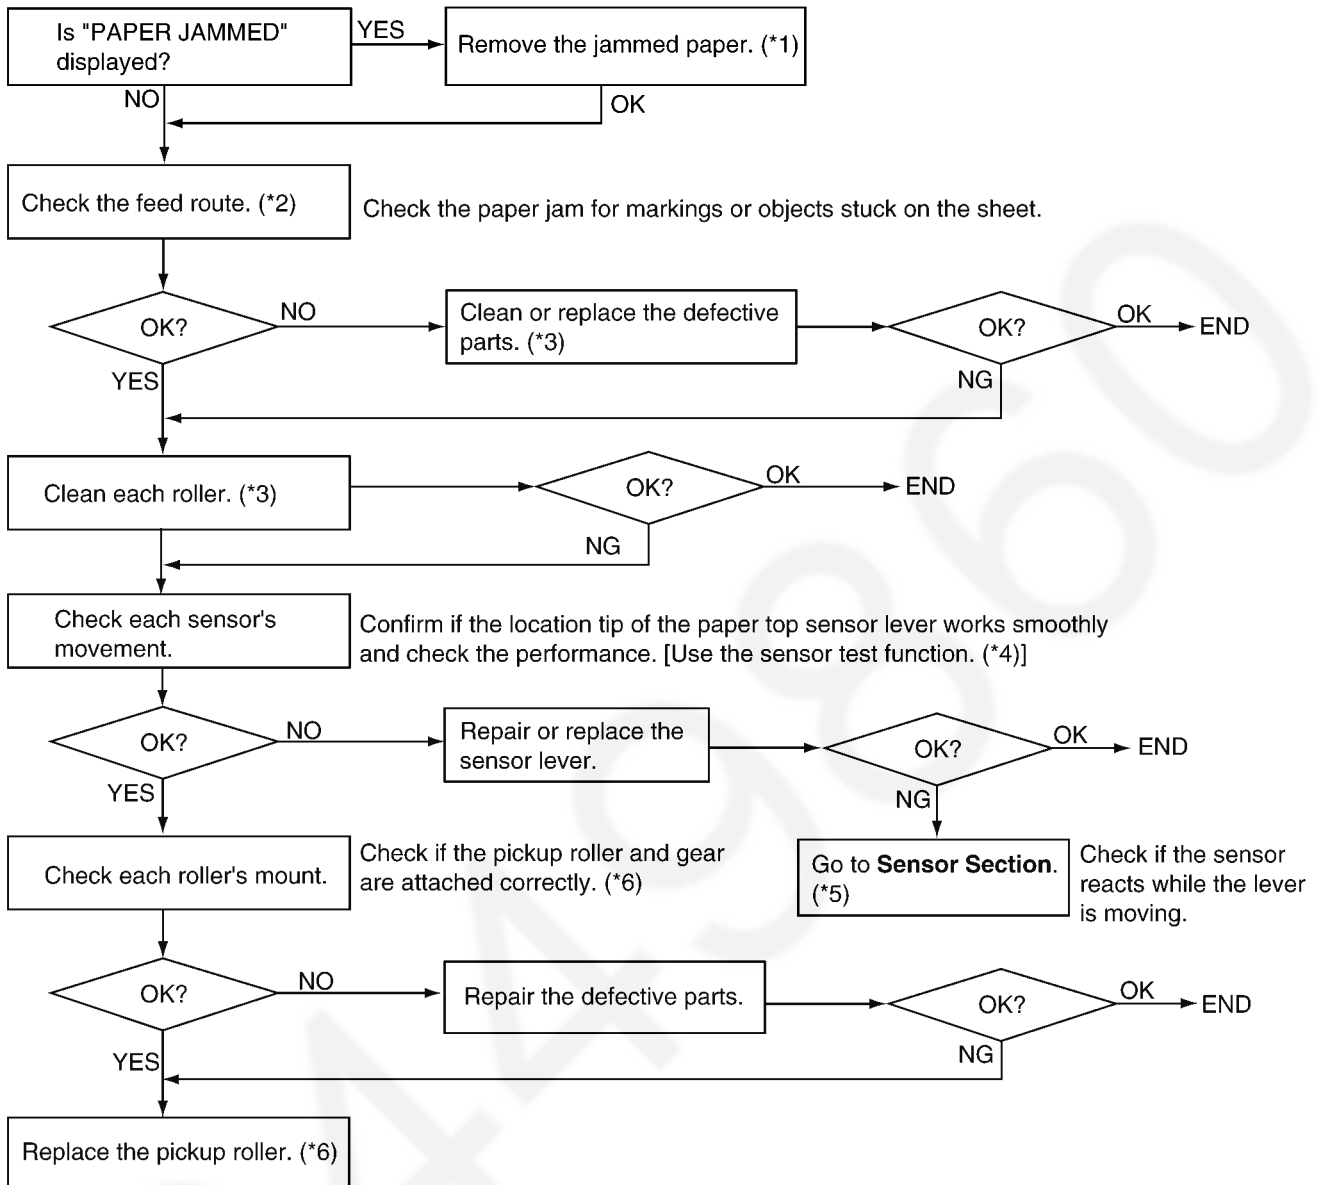 Is "PAPER JAMMED"
displayed?
YES
Remove the jammed paper. (*1)
NO
OK
Check the feed route. (*2)
Check the paper jam for markings or objects stuck on the sheet.
OK?
NO
Clean or replace the defective
parts. (*3)
OK?
OK
END
YES
NG
Clean each roller. (*3)
OK?
OK
END
NG
Check each sensor's
movement.
Confirm if the location tip of the paper top sensor lever works smoothly
and check the performance. [Use the sensor test function. (*4)]
OK?
NO
Repair or replace the
sensor lever.
OK?
OK
END
YES
NG
Check each roller's mount.
Check if the pickup roller and gear
are attached correctly. (*6)
Go to Sensor Section.
(*5)
Check if the sensor
reacts while the lever
is moving.
OK?
NO
Repair the defective parts.
OK?
OK
END
YES
NG
Replace the pickup roller. (*6)